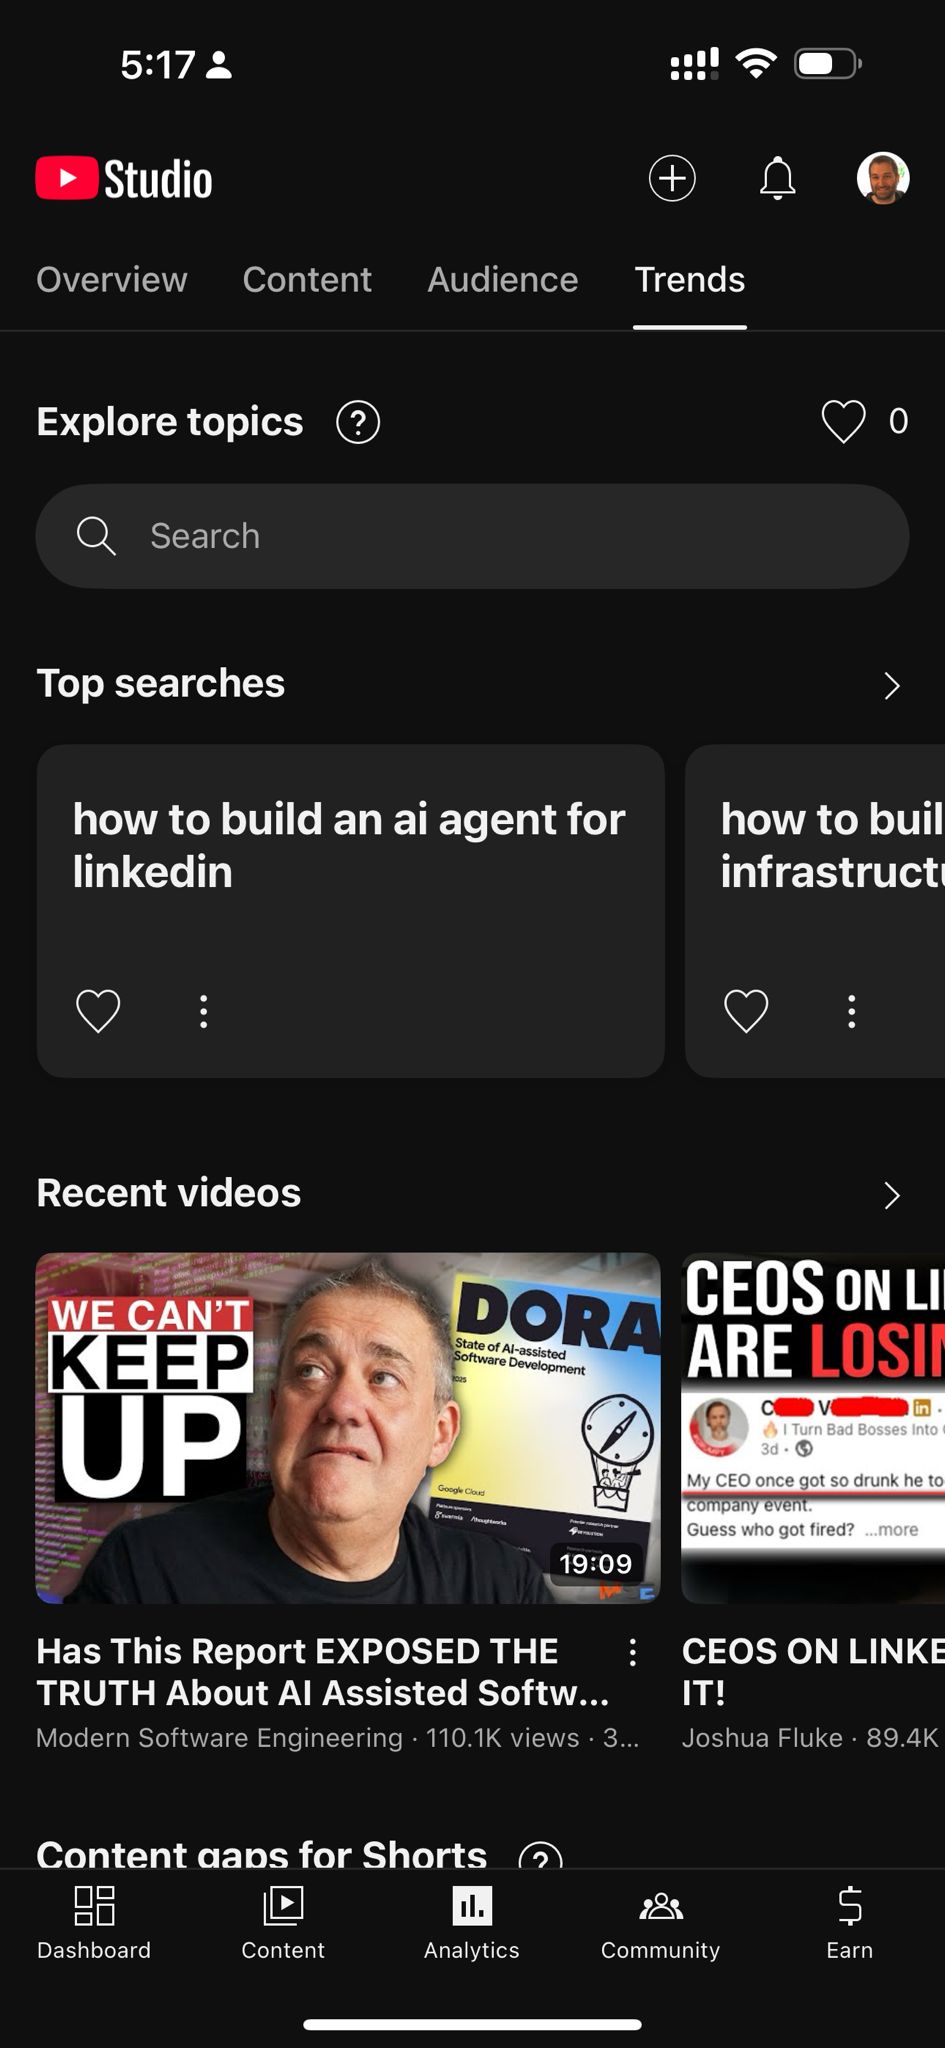 5:17
Studio
Overview Content Audience Trends
Explore topics ? 0
Search
Top searches
how to build an ai agent for
linkedin
how to buil
infrastruct
Recent videos
WE CAN'T
KEEP
UP
DORA
State of AI-assisted
Software Development
2025
Google Cloud
19:09
CEOS ON LI
ARE LOSIN
C V in ·
🔥 I Turn Bad Bosses Into
3d ·
My CEO once got so drunk he to
company event.
Guess who got fired? ...more
Has This Report EXPOSED THE
TRUTH About AI Assisted Softw...
Modern Software Engineering · 110.1K views · 3...
CEOS ON LINKE
IT!
Joshua Fluke · 89.4K
Content gaps for Shorts ?
Dashboard Content Analytics Community Earn